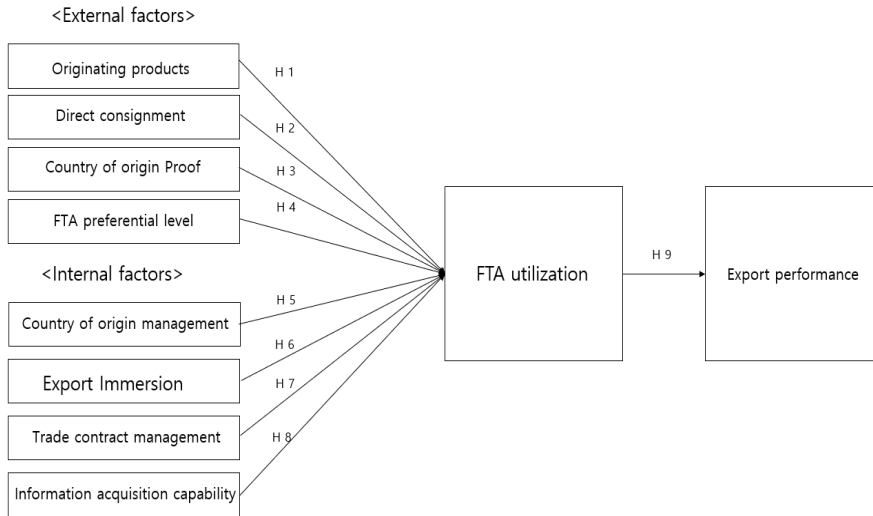 <External factors>
Originating products
H 1
Direct consignment
H 2
Country of origin Proof
H 3
FTA preferential level
H 4
<Internal factors>
Country of origin management
H 5
Export Immersion
H 6
Trade contract management
H 7
Information acquisition capability
H 8
FTA utilization
H 9
Export performance